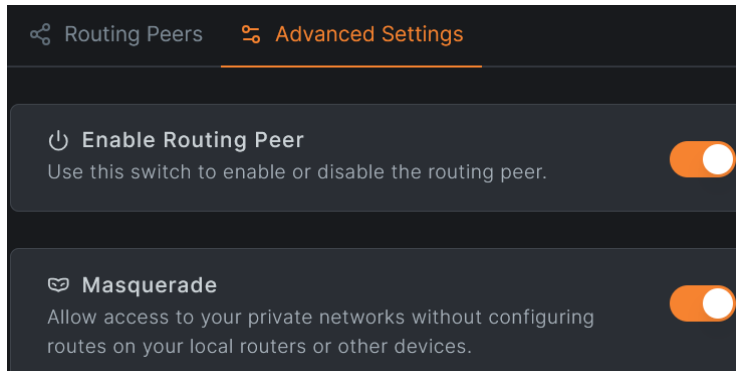 Routing Peers Advanced Settings
Enable Routing Peer
Use this switch to enable or disable the routing peer.
Masquerade
Allow access to your private networks without configuring
routes on your local routers or other devices.